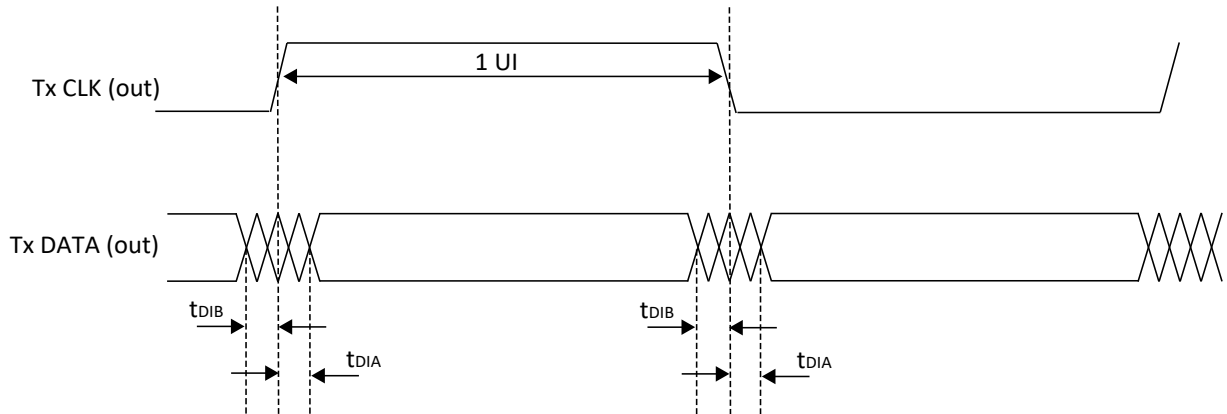 1 UI
Tx CLK (out)
Tx DATA (out)
tDIB
tDIB
tDIA
tDIA